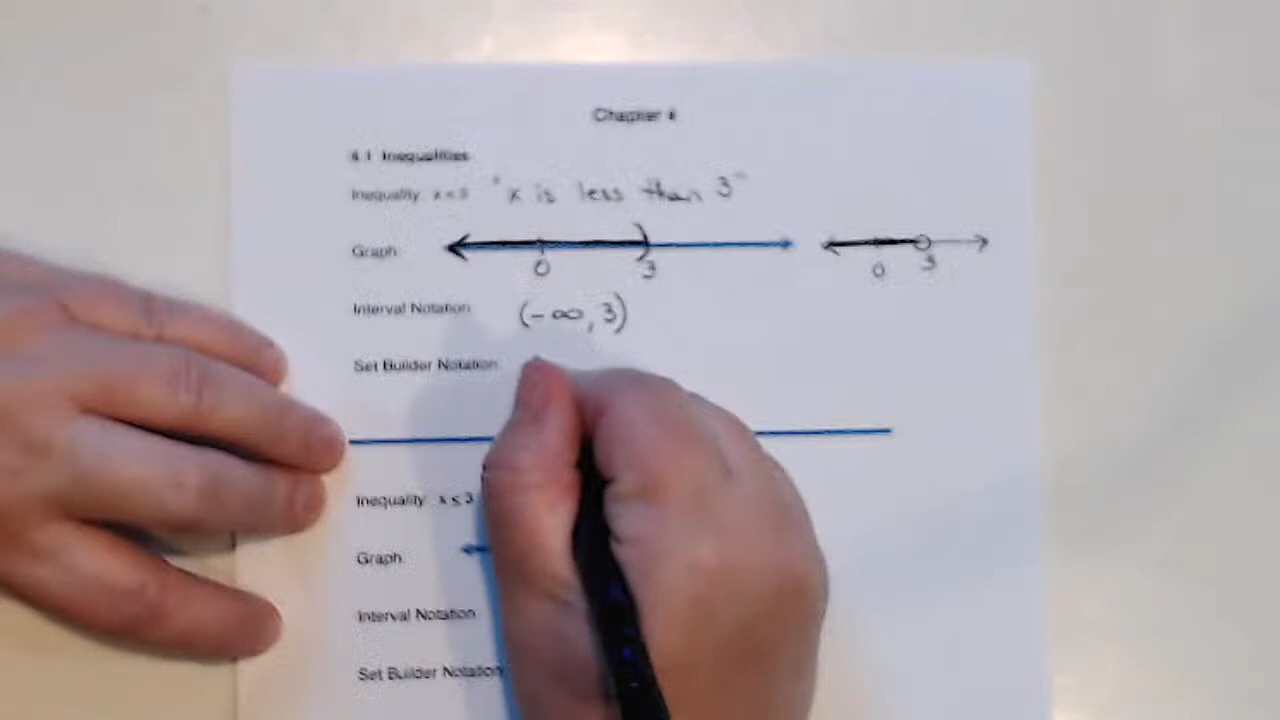 Chapter 4
4.1 Inequalities
Inequality: x < 3 "x is less than 3"
Graph: 0 3 0 3
Interval Notation (-∞, 3)
Set Builder Notation
Inequality: x ≤ 3
Graph
Interval Notation
Set Builder Notation